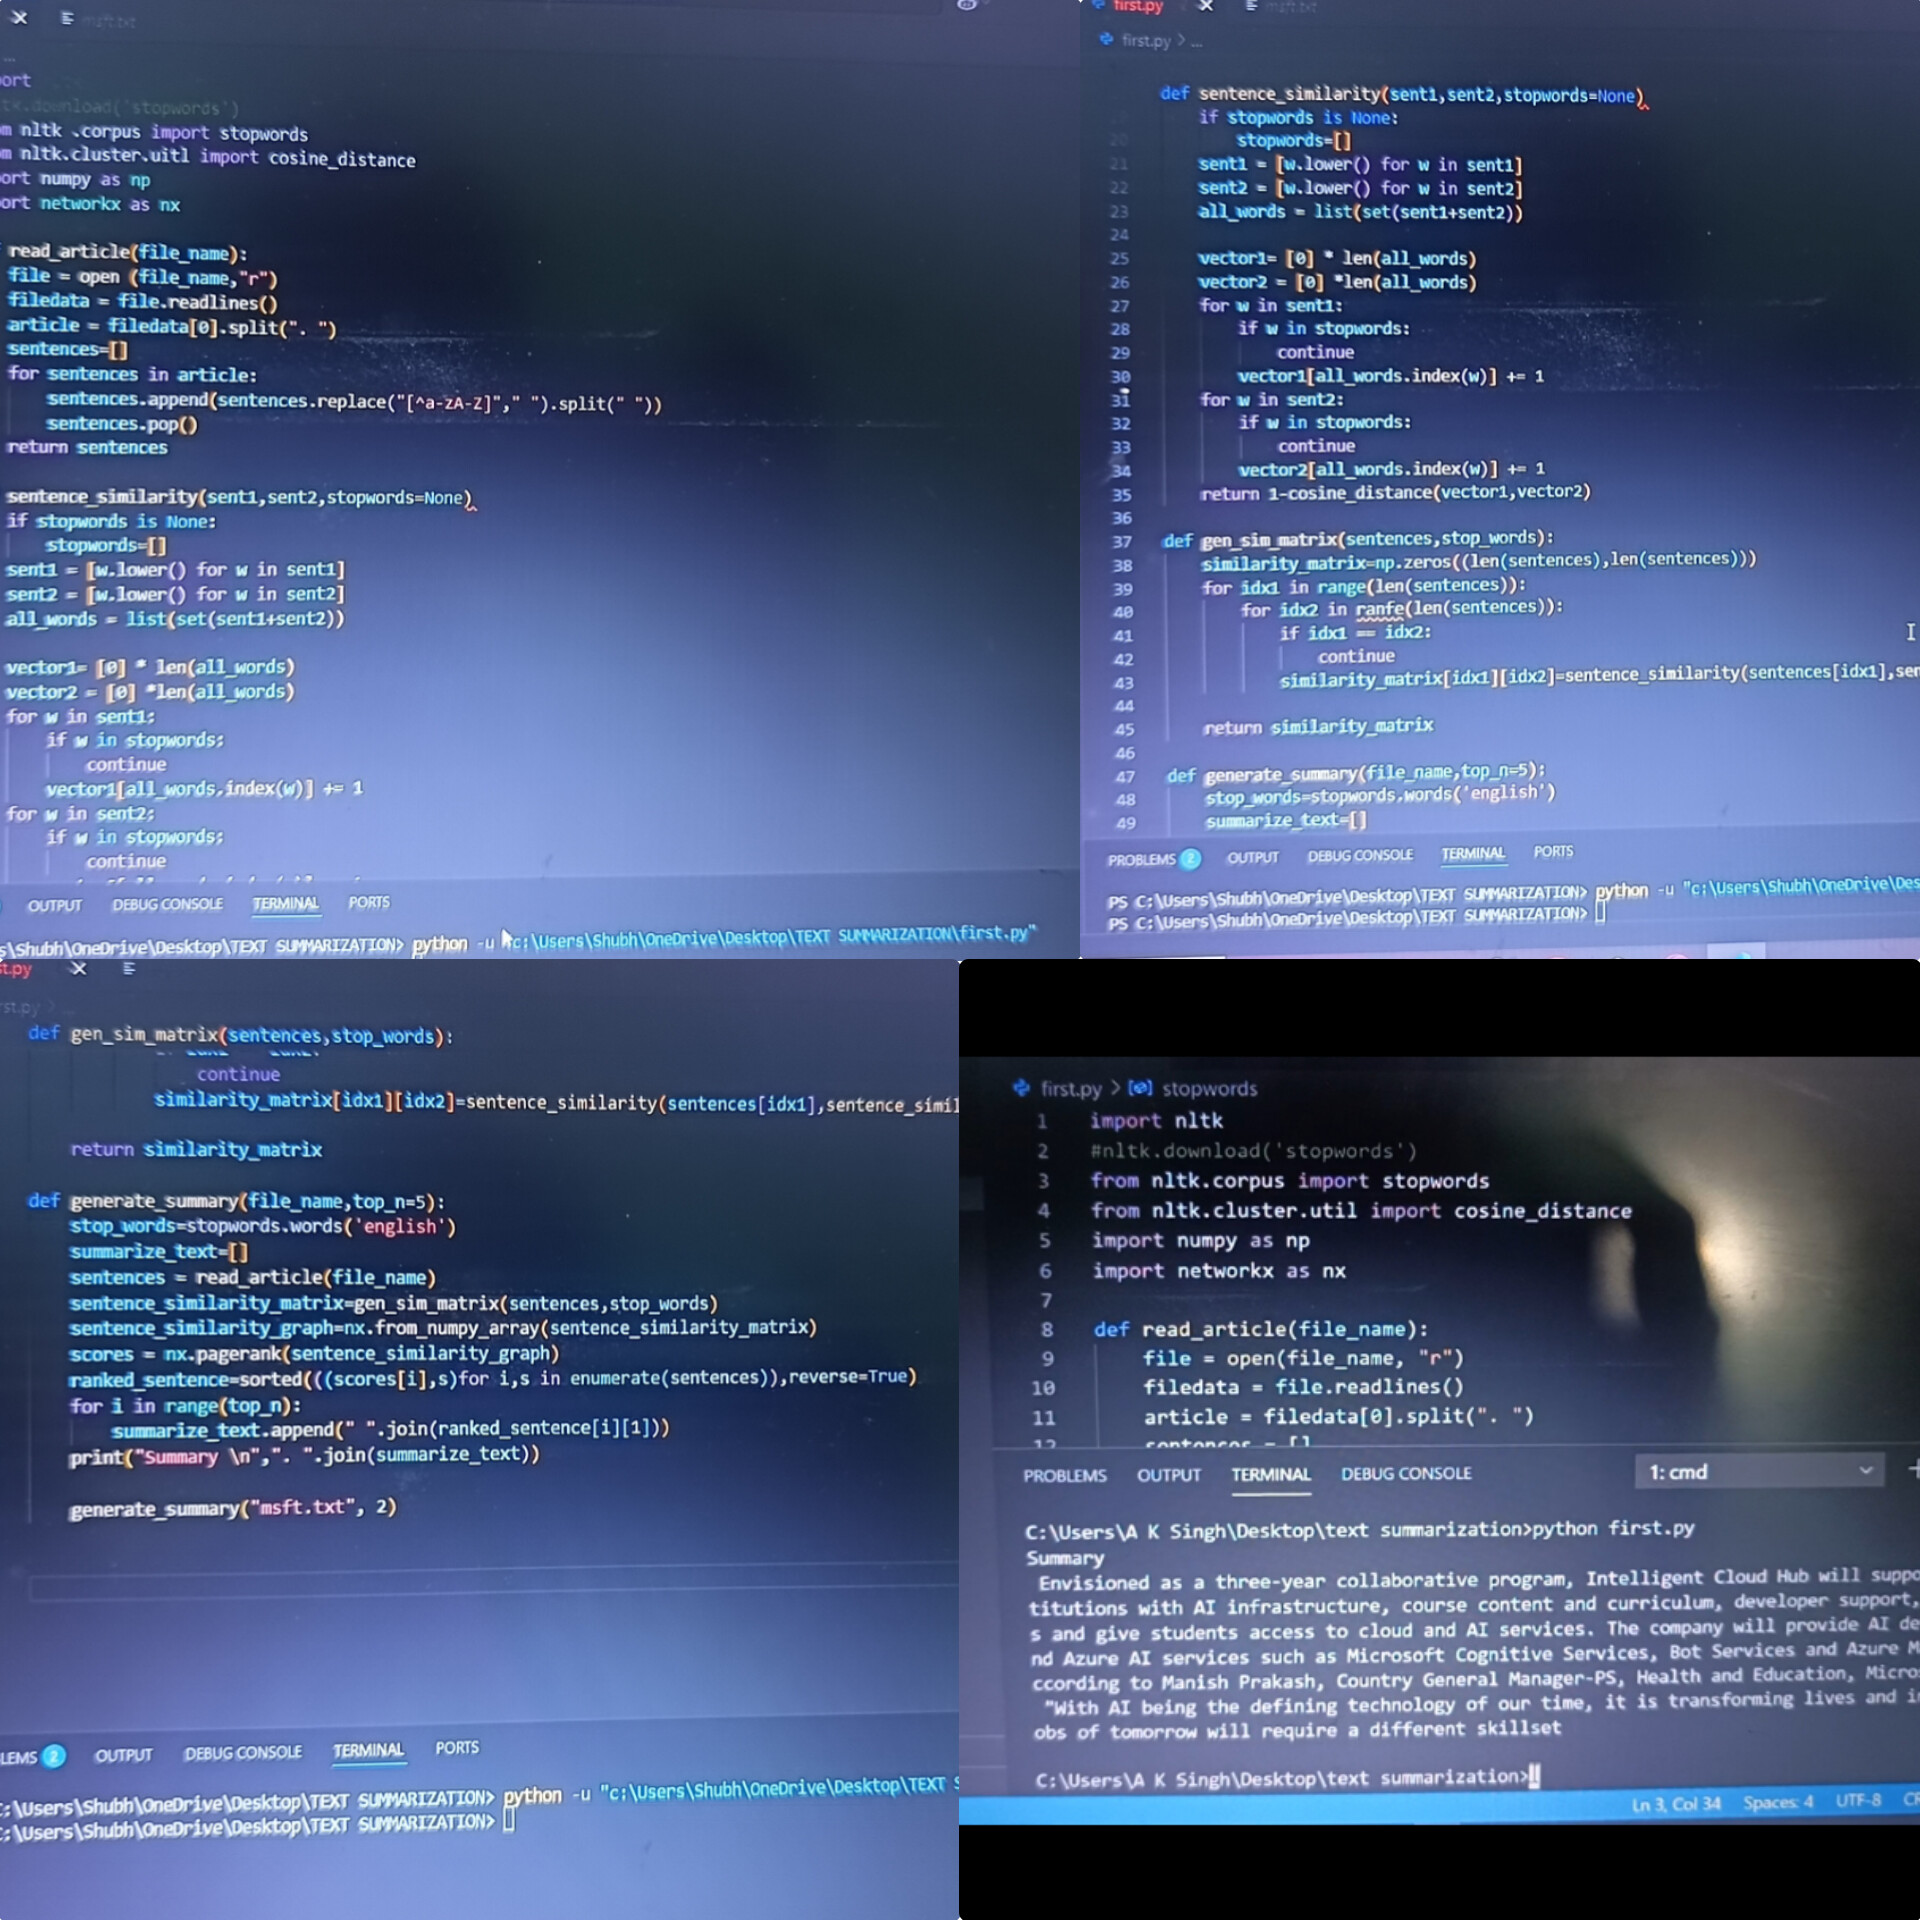 msft.txt
...
ort
tk.download('stopwords')
m nltk .corpus import stopwords
m nltk.cluster.uitl import cosine_distance
ort numpy as np
ort networkx as nx
read_article(file_name):
file = open (file_name,"r")
filedata = file.readlines()
article = filedata[0].split(". ")
sentences=[]
for sentences in article:
sentences.append(sentences.replace("[^a-zA-Z]"," ").split(" "))
sentences.pop()
return sentences
sentence_similarity(sent1,sent2,stopwords=None)
if stopwords is None:
stopwords=[]
sent1 = [w.lower() for w in sent1]
sent2 = [w.lower() for w in sent2]
all_words = list(set(sent1+sent2))
vector1= [0] * len(all_words)
vector2 = [0] *len(all_words)
for w in sent1:
if w in stopwords:
continue
vector1[all_words.index(w)] += 1
for w in sent2:
if w in stopwords:
continue
OUTPUT DEBUG CONSOLE TERMINAL PORTS
s\Shubh\OneDrive\Desktop\TEXT SUMMARIZATION> python -u "c:\Users\Shubh\OneDrive\Desktop\TEXT SUMMARIZATION\first.py"
first.py msft.txt
first.py > ...
def sentence_similarity(sent1,sent2,stopwords=None)
if stopwords is None:
20 stopwords=[]
21 sent1 = [w.lower() for w in sent1]
22 sent2 = [w.lower() for w in sent2]
23 all_words = list(set(sent1+sent2))
24
25 vector1= [0] * len(all_words)
26 vector2 = [0] *len(all_words)
27 for w in sent1:
28 if w in stopwords:
29 continue
30 vector1[all_words.index(w)] += 1
31 for w in sent2:
32 if w in stopwords:
33 continue
34 vector2[all_words.index(w)] += 1
35 return 1-cosine_distance(vector1,vector2)
36
37 def gen_sim_matrix(sentences,stop_words):
38 similarity_matrix=np.zeros((len(sentences),len(sentences)))
39 for idx1 in range(len(sentences)):
40 for idx2 in ranfe(len(sentences)):
41 if idx1 == idx2:
42 continue
43 similarity_matrix[idx1][idx2]=sentence_similarity(sentences[idx1],sen
44
45 return similarity_matrix
46
47 def generate_summary(file_name,top_n=5):
48 stop_words=stopwords.words('english')
49 summarize_text=[]
PROBLEMS 2 OUTPUT DEBUG CONSOLE TERMINAL PORTS
PS C:\Users\Shubh\OneDrive\Desktop\TEXT SUMMARIZATION> python -u "c:\Users\Shubh\OneDrive\Des
PS C:\Users\Shubh\OneDrive\Desktop\TEXT SUMMARIZATION>
st.py
rst.py > ...
def gen_sim_matrix(sentences,stop_words):
continue
similarity_matrix[idx1][idx2]=sentence_similarity(sentences[idx1],sentence_simil
return similarity_matrix
def generate_summary(file_name,top_n=5):
stop_words=stopwords.words('english')
summarize_text=[]
sentences = read_article(file_name)
sentence_similarity_matrix=gen_sim_matrix(sentences,stop_words)
sentence_similarity_graph=nx.from_numpy_array(sentence_similarity_matrix)
scores = nx.pagerank(sentence_similarity_graph)
ranked_sentence=sorted(((scores[i],s)for i,s in enumerate(sentences)),reverse=True)
for i in range(top_n):
summarize_text.append(" ".join(ranked_sentence[i][1]))
print("Summary \n",". ".join(summarize_text))
generate_summary("msft.txt", 2)
LEMS 2 OUTPUT DEBUG CONSOLE TERMINAL PORTS
C:\Users\Shubh\OneDrive\Desktop\TEXT SUMMARIZATION> python -u "c:\Users\Shubh\OneDrive\Desktop\TEXT S
C:\Users\Shubh\OneDrive\Desktop\TEXT SUMMARIZATION>
first.py > stopwords
1 import nltk
2 #nltk.download('stopwords')
3 from nltk.corpus import stopwords
4 from nltk.cluster.util import cosine_distance
5 import numpy as np
6 import networkx as nx
7
8 def read_article(file_name):
9 file = open(file_name, "r")
10 filedata = file.readlines()
11 article = filedata[0].split(". ")
12 sentences = []
PROBLEMS OUTPUT TERMINAL DEBUG CONSOLE 1: cmd
C:\Users\A K Singh\Desktop\text summarization>python first.py
Summary
Envisioned as a three-year collaborative program, Intelligent Cloud Hub will suppo
titutions with AI infrastructure, course content and curriculum, developer support,
s and give students access to cloud and AI services. The company will provide AI de
nd Azure AI services such as Microsoft Cognitive Services, Bot Services and Azure M
ccording to Manish Prakash, Country General Manager-PS, Health and Education, Micro
"With AI being the defining technology of our time, it is transforming lives and i
obs of tomorrow will require a different skillset
C:\Users\A K Singh\Desktop\text summarization>
Ln 3, Col 34 Spaces: 4 UTF-8 CR